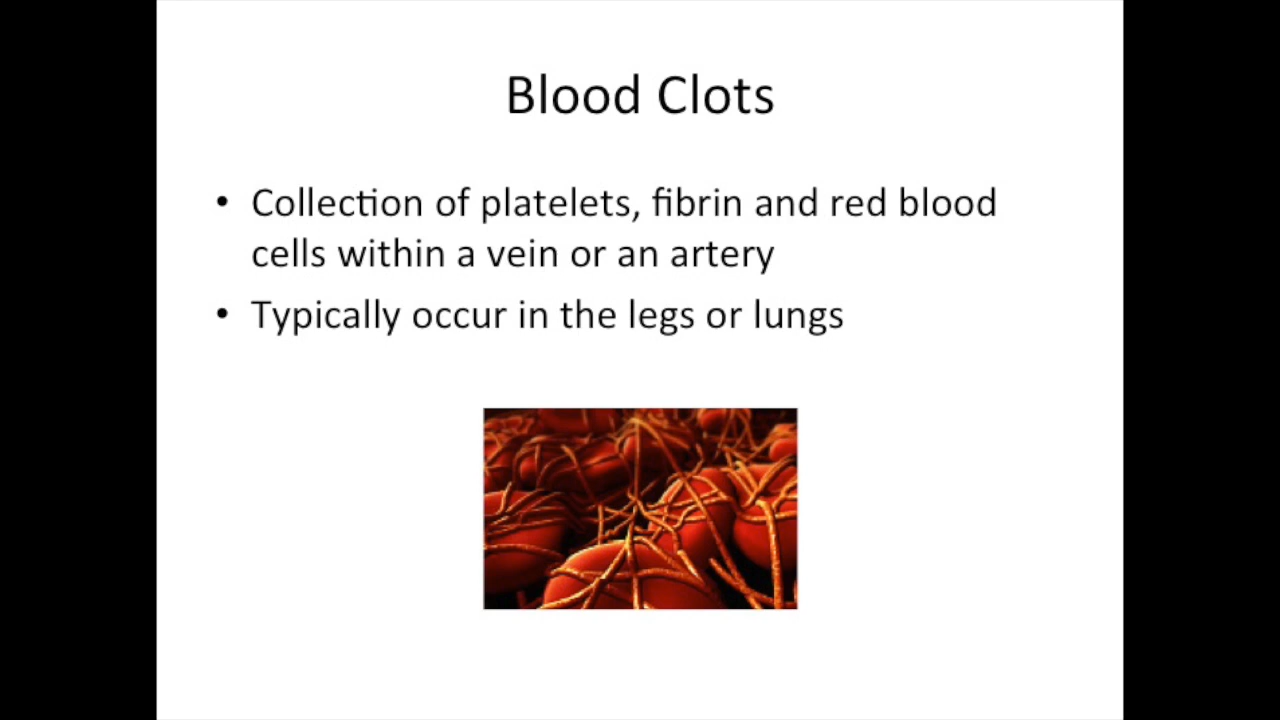 Blood Clots
• Collection of platelets, fibrin and red blood
cells within a vein or an artery
• Typically occur in the legs or lungs